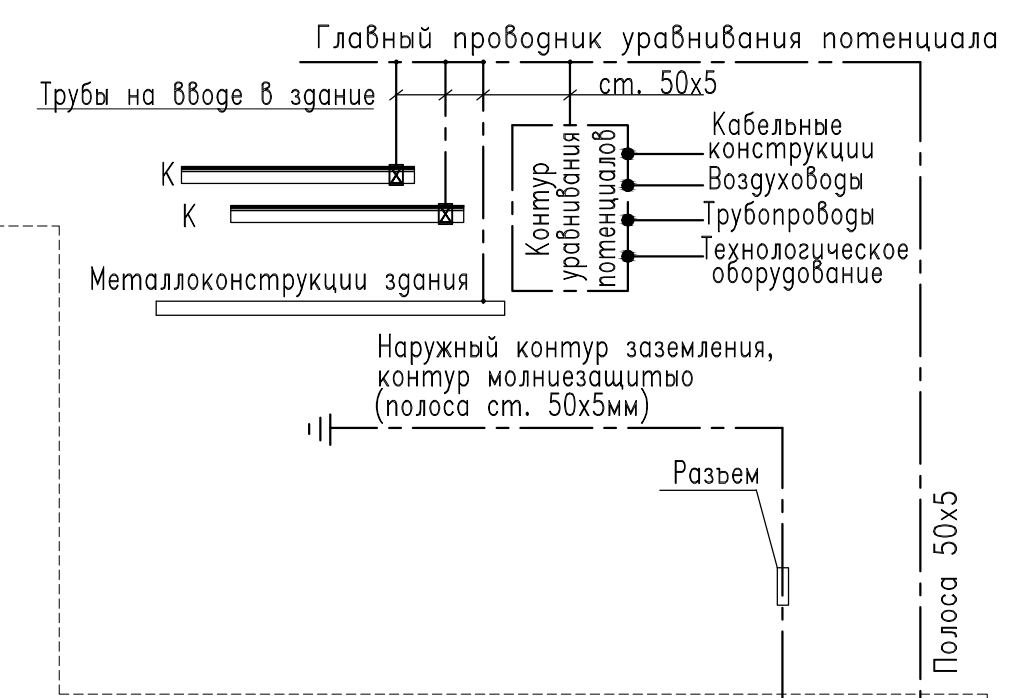 Главный проводник уравнивания потенциала
ст. 50х5
Трубы на вводе в здание
К
К
Металлоконструкции здания
Контур
уравнивания
потенциалов
Кабельные
конструкции
Воздуховоды
Трубопроводы
Технологическое
оборудование
Наружный контур заземления,
контур молниезащитыо
(полоса ст. 50х5мм)
Разъем
Полоса 50х5